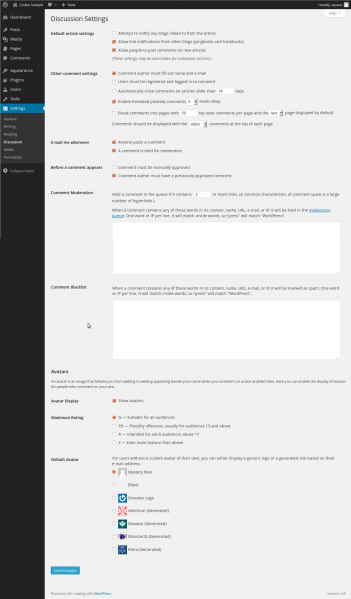 Codex Sample
New
Help
Dashboard
Posts
Media
Pages
Comments
Appearance
Plugins
Users
Tools
Settings
General
Writing
Reading
Discussion
Media
Permalinks
Collapse menu
Discussion Settings
Default article settings
Attempt to notify any blogs linked to from the article
Allow link notifications from other blogs (pingbacks and trackbacks)
Allow people to post comments on new articles
(These settings may be overridden for individual articles.)
Other comment settings
Comment author must fill out name and e-mail
Users must be registered and logged in to comment
Automatically close comments on articles older than 14 days
Enable threaded (nested) comments 5 levels deep
Break comments into pages with 50 top level comments per page and the last page displayed by default
Comments should be displayed with the older comments at the top of each page
E-mail me whenever
Anyone posts a comment
A comment is held for moderation
Before a comment appears
Comment must be manually approved
Comment author must have a previously approved comment
Comment Moderation
Hold a comment in the queue if it contains 2 or more links. (A common characteristic of comment spam is a large
number of hyperlinks.)
When a comment contains any of these words in its content, name, URL, e-mail, or IP, it will be held in the moderation
queue. One word or IP per line. It will match inside words, so "press" will match "WordPress".
Comment Blacklist
When a comment contains any of these words in its content, name, URL, e-mail, or IP, it will be marked as spam. One word
or IP per line. It will match inside words, so "press" will match "WordPress".
Avatars
An avatar is an image that follows you from weblog to weblog appearing beside your name when you comment on avatar enabled sites. Here you can enable the display of avatars
for people who comment on your site.
Avatar Display
Show Avatars
Maximum Rating
G — Suitable for all audiences
PG — Possibly offensive, usually for audiences 13 and above
R — Intended for adult audiences above 17
X — Even more mature than above
Default Avatar
For users without a custom avatar of their own, you can either display a generic logo or a generated one based on their
e-mail address.
Mystery Man
Blank
Gravatar Logo
Identicon (Generated)
Wavatar (Generated)
MonsterID (Generated)
Retro (Generated)
Save Changes
Thank you for creating with WordPress.